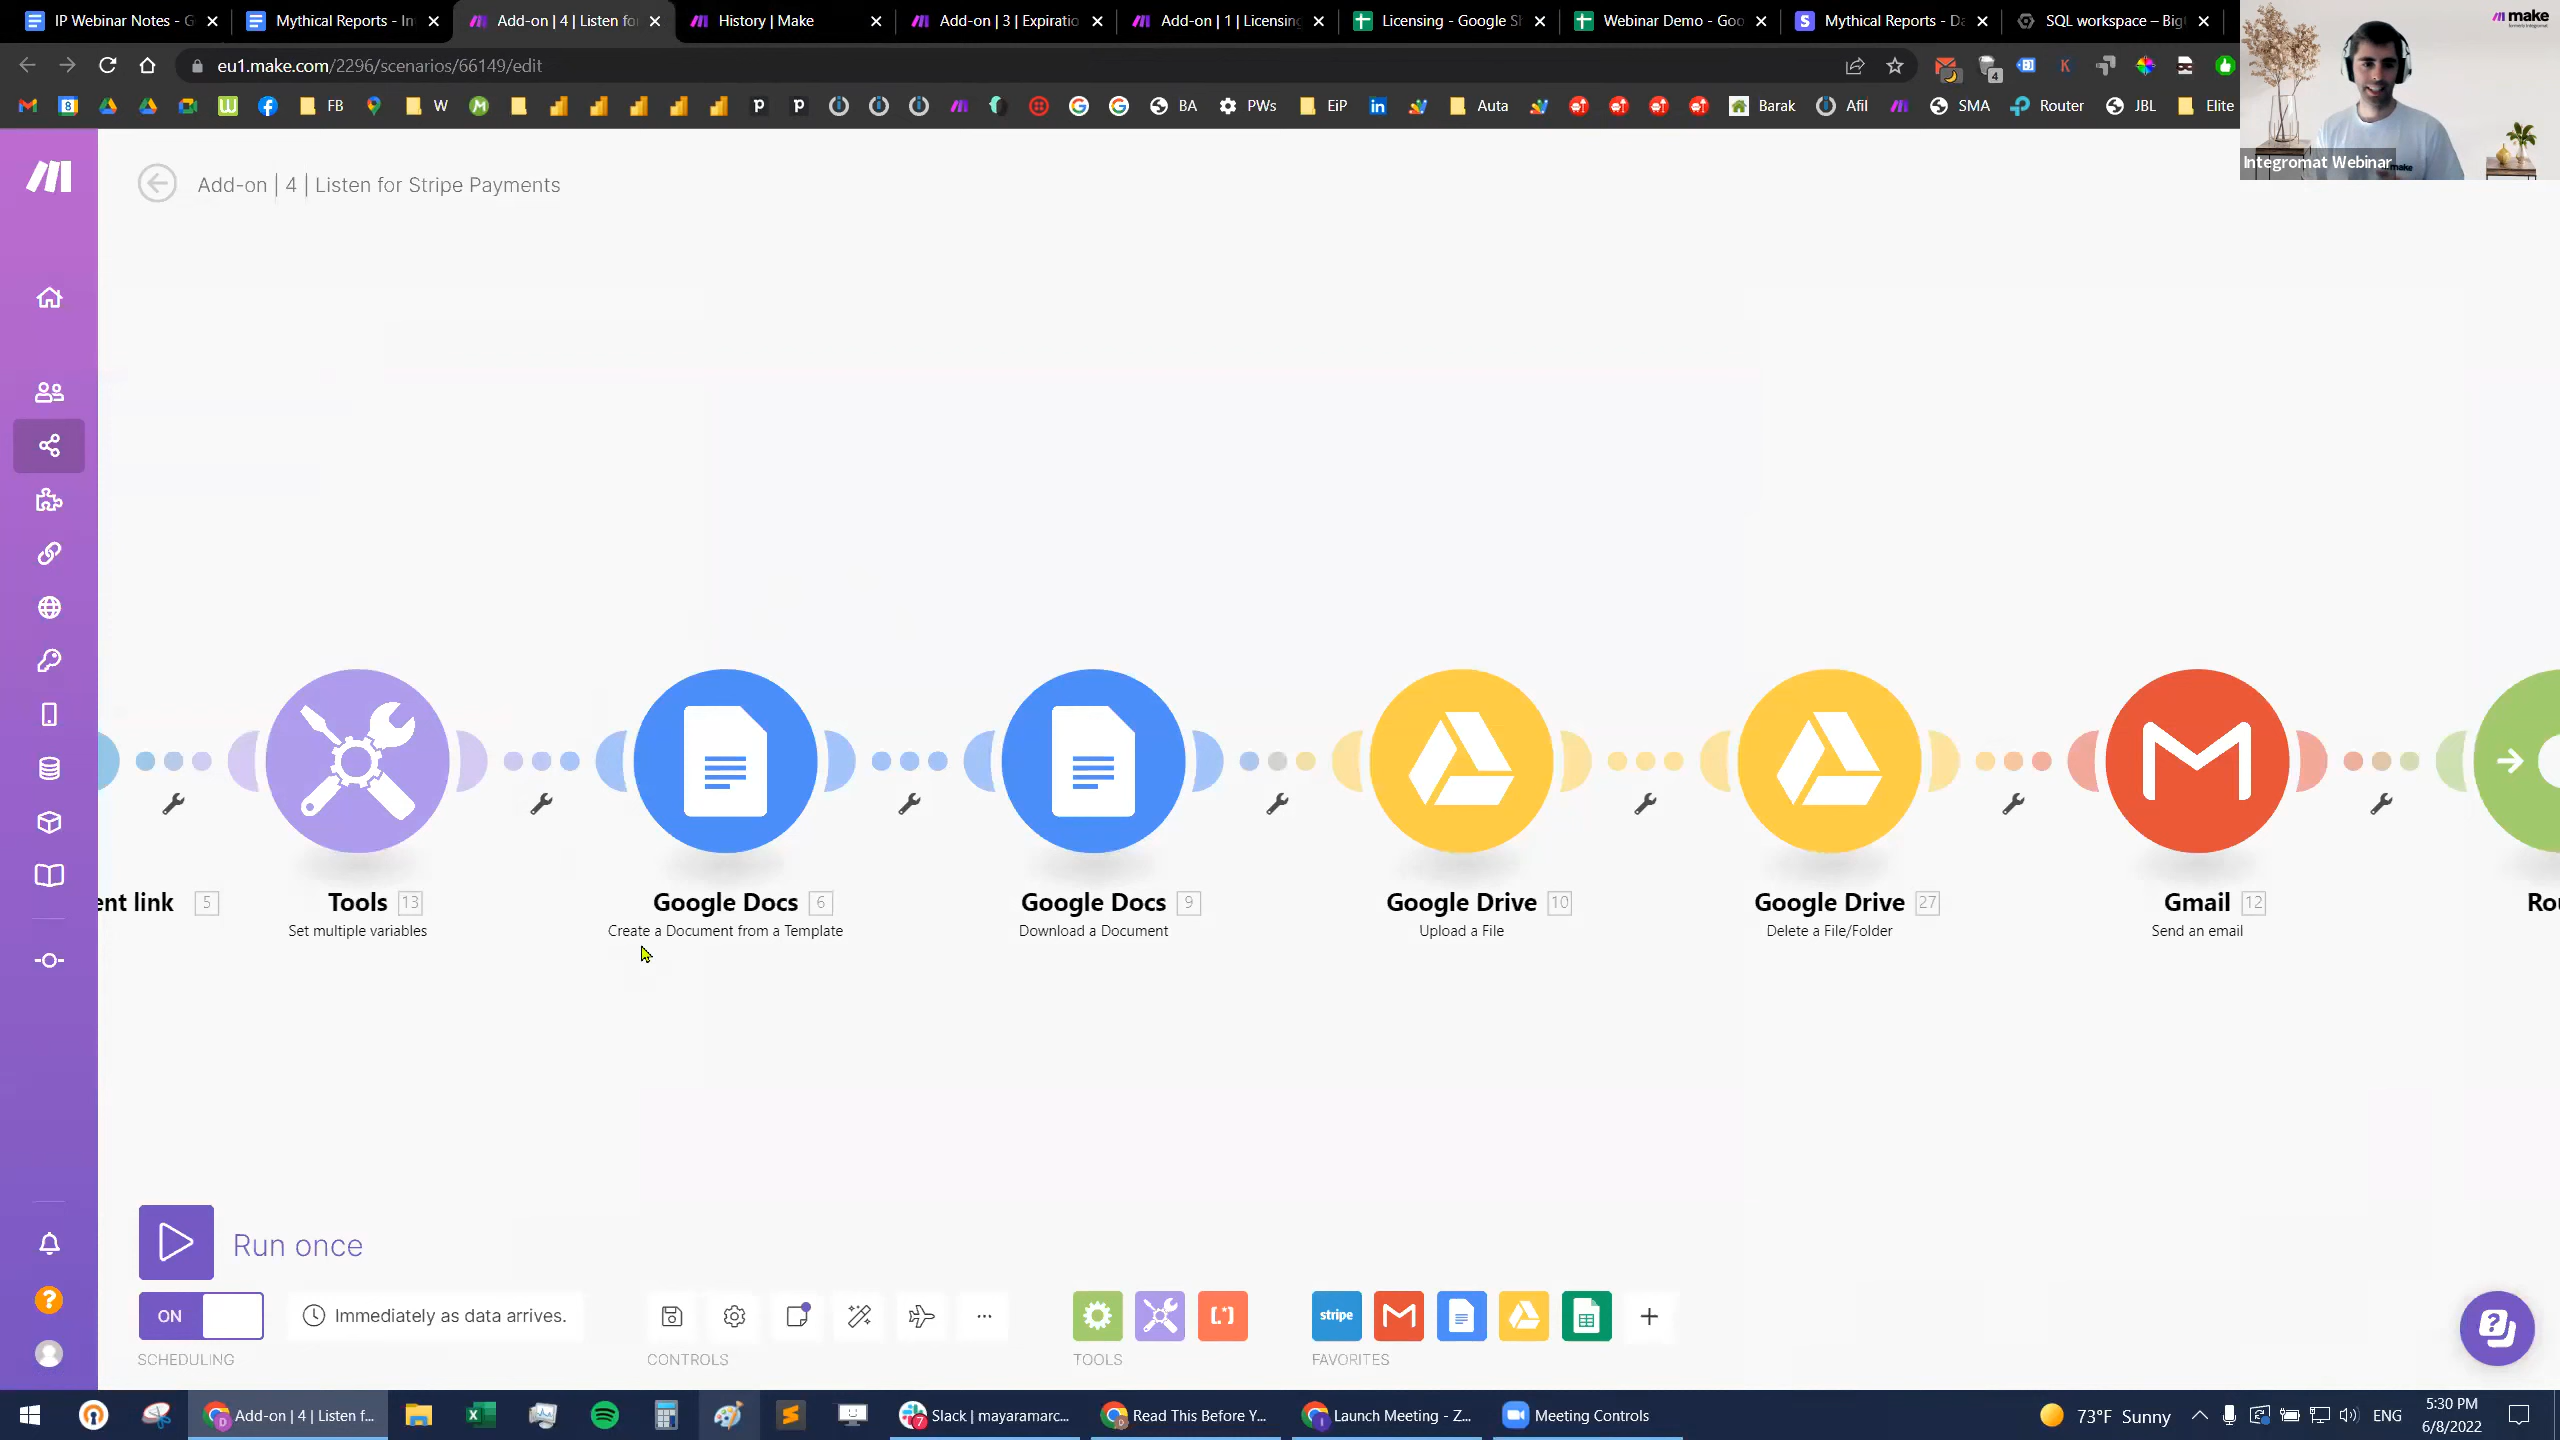 IP Webinar Notes - G
Mythical Reports - In
Add-on | 4 | Listen fo
History | Make
Add-on | 3 | Expiratio
Add-on | 1 | Licensing
Licensing - Google Sh
Webinar Demo - Goo
Mythical Reports - Da
SQL workspace – Big
make
eu1.make.com/2296/scenarios/66149/edit
4
FB
W
BA
PWs
EiP
in
Auta
Barak
Afil
SMA
Router
JBL
Elite
Integromat Webinar
Add-on | 4 | Listen for Stripe Payments
ent link 5
Tools 13
Set multiple variables
Google Docs 6
Create a Document from a Template
Google Docs 9
Download a Document
Google Drive 10
Upload a File
Google Drive 27
Delete a File/Folder
Gmail 12
Send an email
Rou
Run once
ON
Immediately as data arrives.
stripe
SCHEDULING
CONTROLS
TOOLS
FAVORITES
Add-on | 4 | Listen f...
Slack | mayaramarc...
Read This Before Y...
Launch Meeting - Z...
Meeting Controls
73°F Sunny
ENG
5:30 PM
6/8/2022